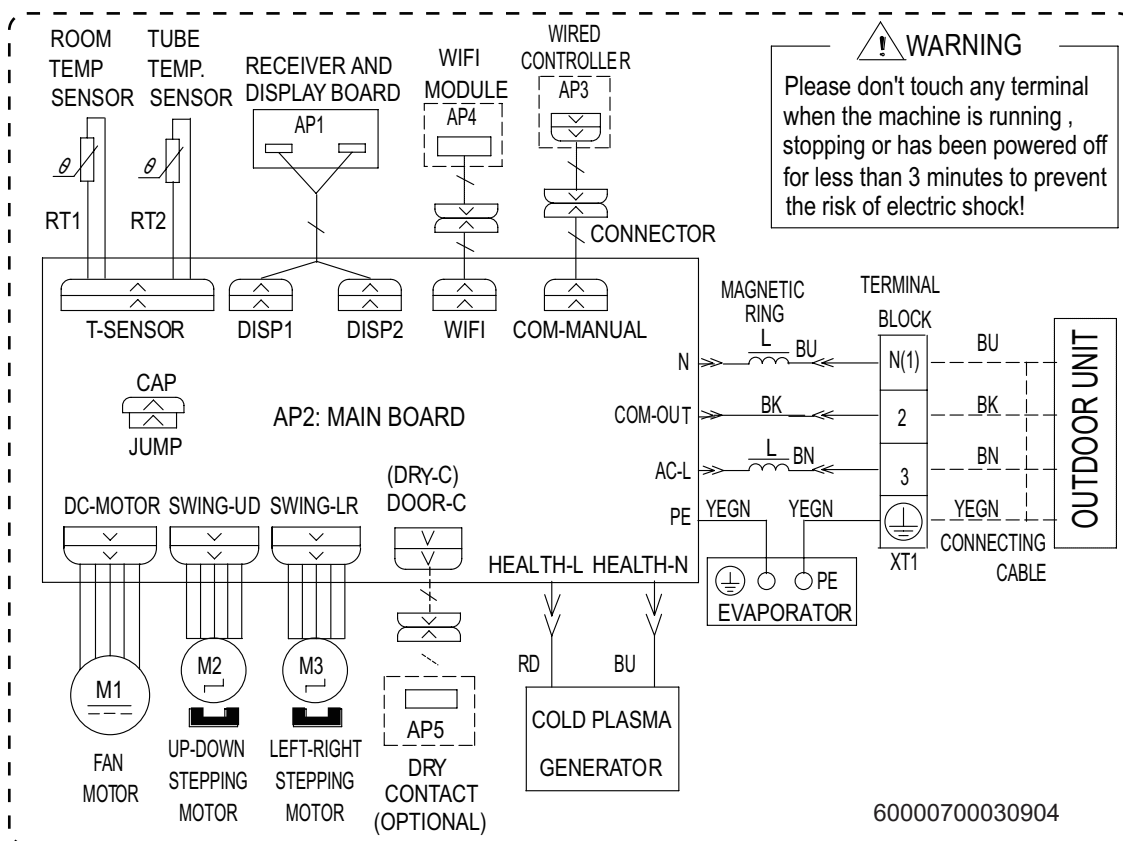 ROOM
TEMP
SENSOR
TUBE
TEMP.
SENSOR
RECEIVER AND
DISPLAY BOARD
AP1
WIFI
MODULE
AP4
WIRED
CONTROLLER
AP3
WARNING
Please don't touch any terminal
when the machine is running ,
stopping or has been powered off
for less than 3 minutes to prevent
the risk of electric shock!
θ
θ
RT1
RT2
CONNECTOR
T-SENSOR
DISP1
DISP2
WIFI
COM-MANUAL
MAGNETIC
RING
TERMINAL
BLOCK
N
L
BU
N(1)
BU
COM-OUT
BK
2
BK
AC-L
L
BN
3
BN
PE
YEGN
YEGN
YEGN
XT1
CONNECTING
CABLE
OUTDOOR UNIT
CAP
JUMP
AP2: MAIN BOARD
(DRY-C)
DOOR-C
DC-MOTOR
SWING-UD
SWING-LR
HEALTH-L
HEALTH-N
PE
EVAPORATOR
M1
M2
M3
RD
BU
AP5
COLD PLASMA
GENERATOR
FAN
MOTOR
UP-DOWN
STEPPING
MOTOR
LEFT-RIGHT
STEPPING
MOTOR
DRY
CONTACT
(OPTIONAL)
60000700030904